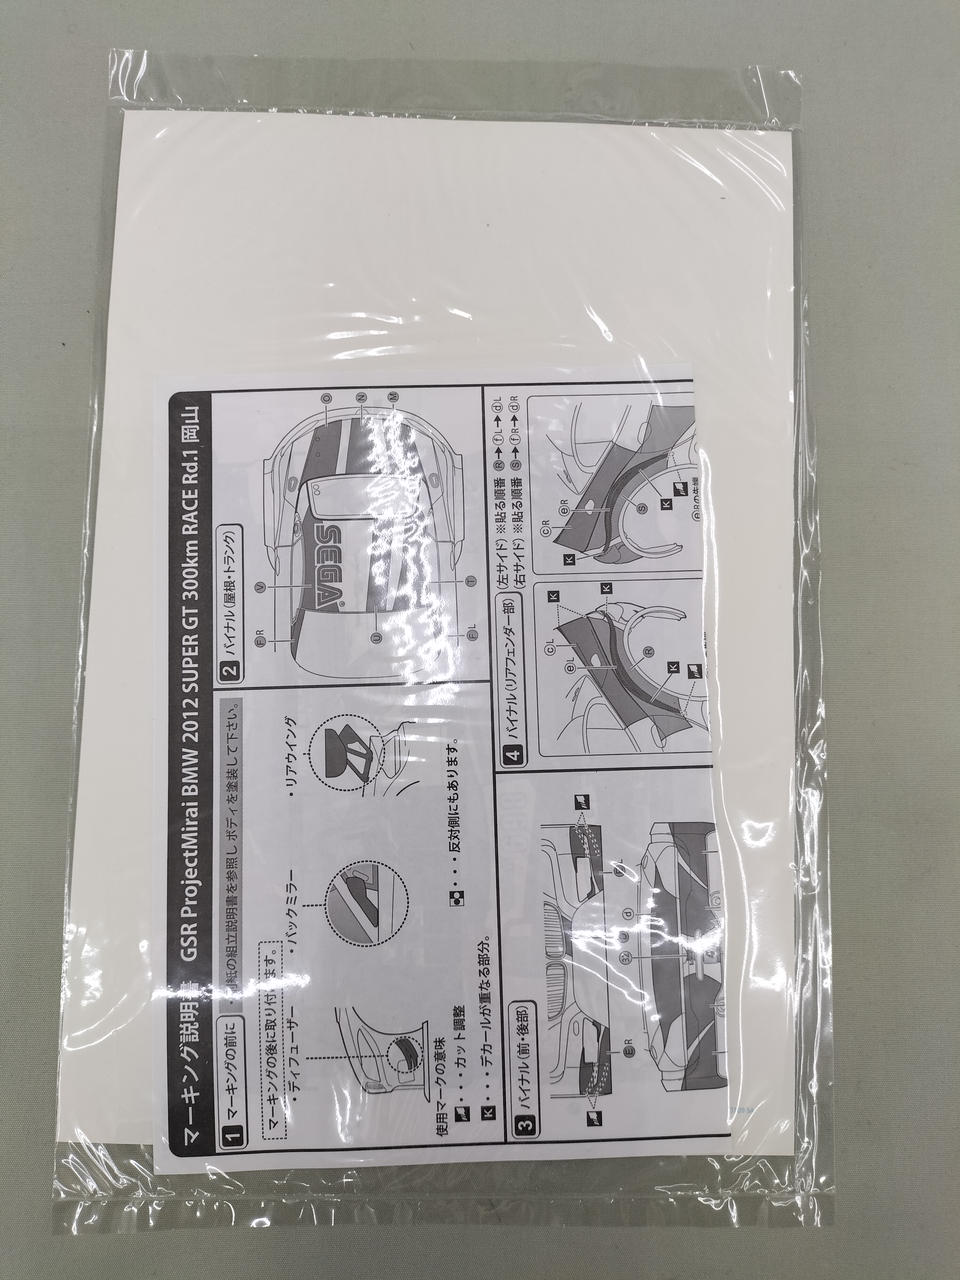 マーキング説明書 GSR ProjectMirai BMW 2012 SUPER GT 300km RACE Rd.1 岡山
1 マーキングの前に
・別紙の組立説明書を参照し ボディを塗装して下さい。
マーキングの後に取り付けます。
・ディフューザー
・バックミラー
・リアウイング
使用マークの意味
・・・カット調整
K ・・・デカールが重なる部分。
・・・反対側にもあります。
2 バイナル(屋根・トランク)
F R
V
O
N
M
SEGA
U
F L
T
3 バイナル(前・後部)
E R
L
32
d
4 バイナル(リアフェンダー部)
(左サイド)※貼る順番 R→f L→d L
(右サイド)※貼る順番 S→f R→d R
c L
e L
K
K
R
K
c R
e R
K
S
K